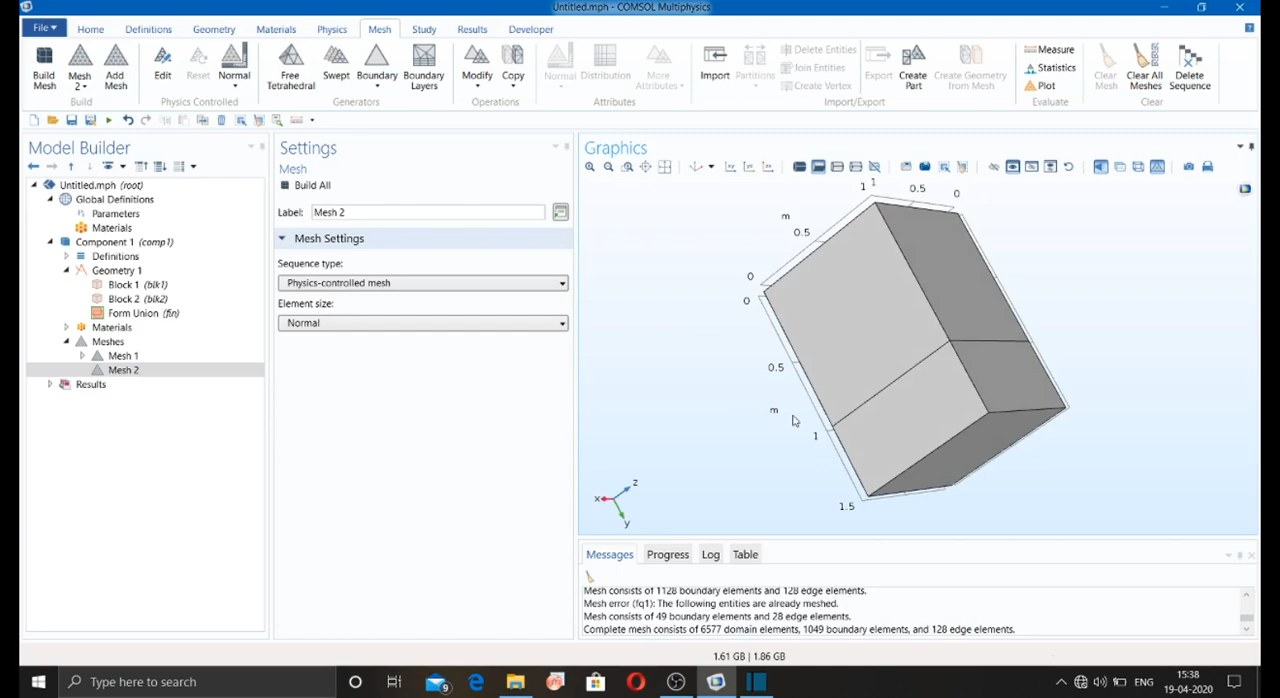 Untitled.mph - COMSOL Multiphysics
File Home Definitions Geometry Materials Physics Mesh Study Results Developer
Build Mesh
Mesh 2
Add Mesh
Build
Edit
Reset
Normal
Physics Controlled
Free Tetrahedral
Swept
Boundary
Boundary Layers
Generators
Modify
Copy
Operations
Normal
Distribution
More Attributes
Attributes
Import
Partitions
Delete Entities
Join Entities
Create Vertex
Export
Create Part
Create Geometry from Mesh
Import/Export
Measure
Statistics
Plot
Evaluate
Clear Mesh
Clear All Meshes
Delete Sequence
Clear
Model Builder
Untitled.mph (root)
Global Definitions
Parameters
Materials
Component 1 (comp1)
Definitions
Geometry 1
Block 1 (blk1)
Block 2 (blk2)
Form Union (fin)
Materials
Meshes
Mesh 1
Mesh 2
Results
Settings
Mesh
Build All
Label: Mesh 2
Mesh Settings
Sequence type:
Physics-controlled mesh
Element size:
Normal
Graphics
1 1 0.5 0
m
0.5
0
0
0.5
m
1
1.5
z
x
y
Messages Progress Log Table
Mesh consists of 1128 boundary elements and 128 edge elements.
Mesh error (fq1): The following entities are already meshed.
Mesh consists of 49 boundary elements and 28 edge elements.
Complete mesh consists of 6577 domain elements, 1049 boundary elements, and 128 edge elements.
1.61 GB | 1.86 GB
Type here to search
9
ENG
15:38
19-04-2020